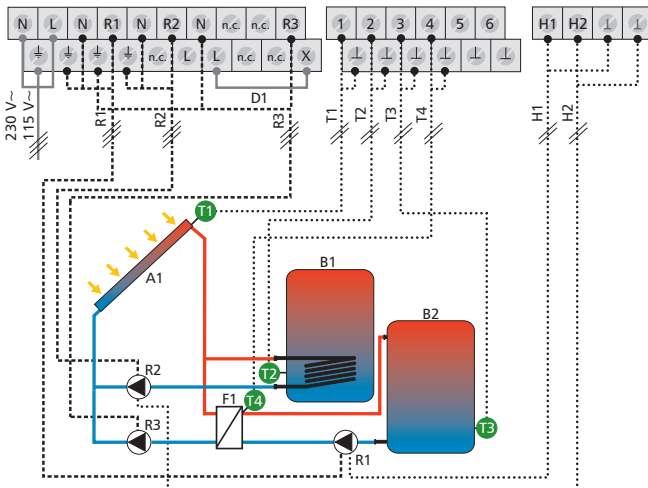 N L R1 N R2 N n.c. n.c. R3
n.c. L L n.c. n.c. X
D1
230 V~
115 V~
R1
R2
R3
1 2 3 4 5 6
T1
T2
T3
T4
H1 H2
H1
H2
T1
A1
B1
B2
R2
T2
F1
T4
R3
R1
T3